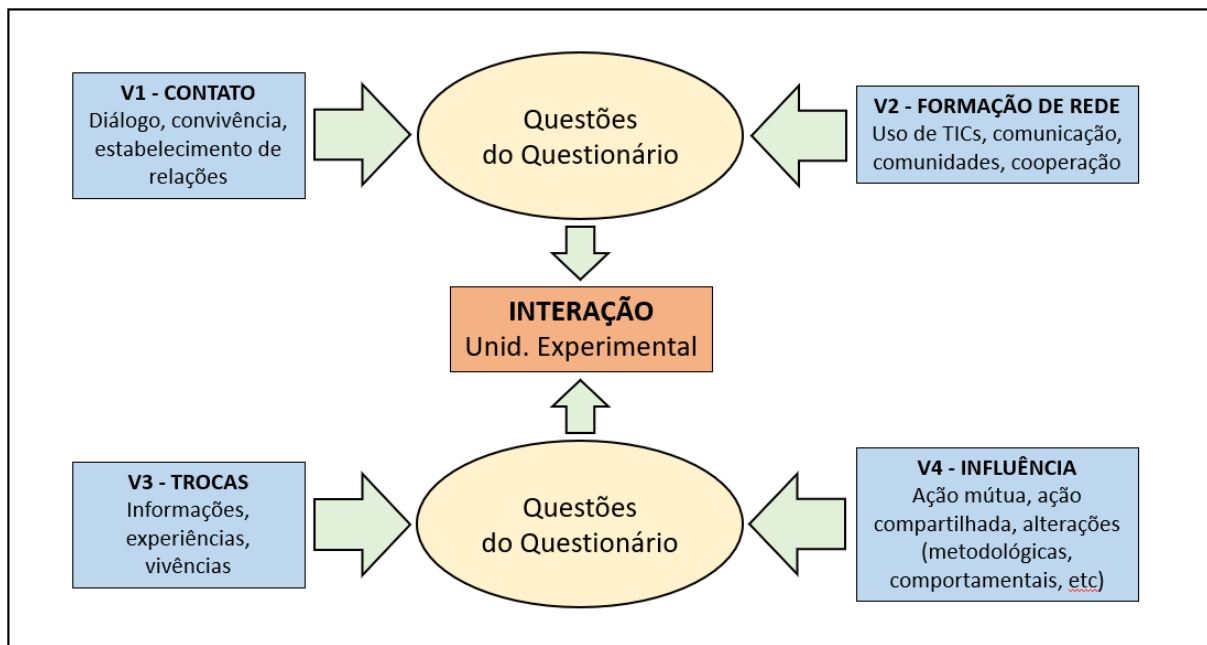 V1 - CONTATO
Diálogo, convivência,
estabelecimento de
relações
Questões
do Questionário
V2 - FORMAÇÃO DE REDE
Uso de TICs, comunicação,
comunidades, cooperação
INTERAÇÃO
Unid. Experimental
V3 - TROCAS
Informações,
experiências,
vivências
Questões
do Questionário
V4 - INFLUÊNCIA
Ação mútua, ação
compartilhada, alterações
(metodológicas,
comportamentais, etc)